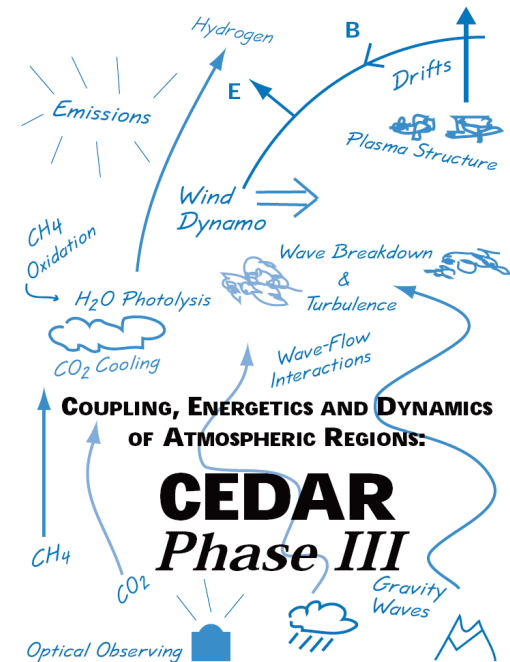 Hydrogen
B
Drifts
E
Emissions
Plasma Structure
Wind
Dynamo
CH4
Oxidation
Wave Breakdown
&
Turbulence
H2O Photolysis
CO2 Cooling
Wave-Flow
Interactions
COUPLING, ENERGETICS AND DYNAMICS
OF ATMOSPHERIC REGIONS:
CEDAR
Phase III
CH4
CO2
Gravity
Waves
Optical Observing